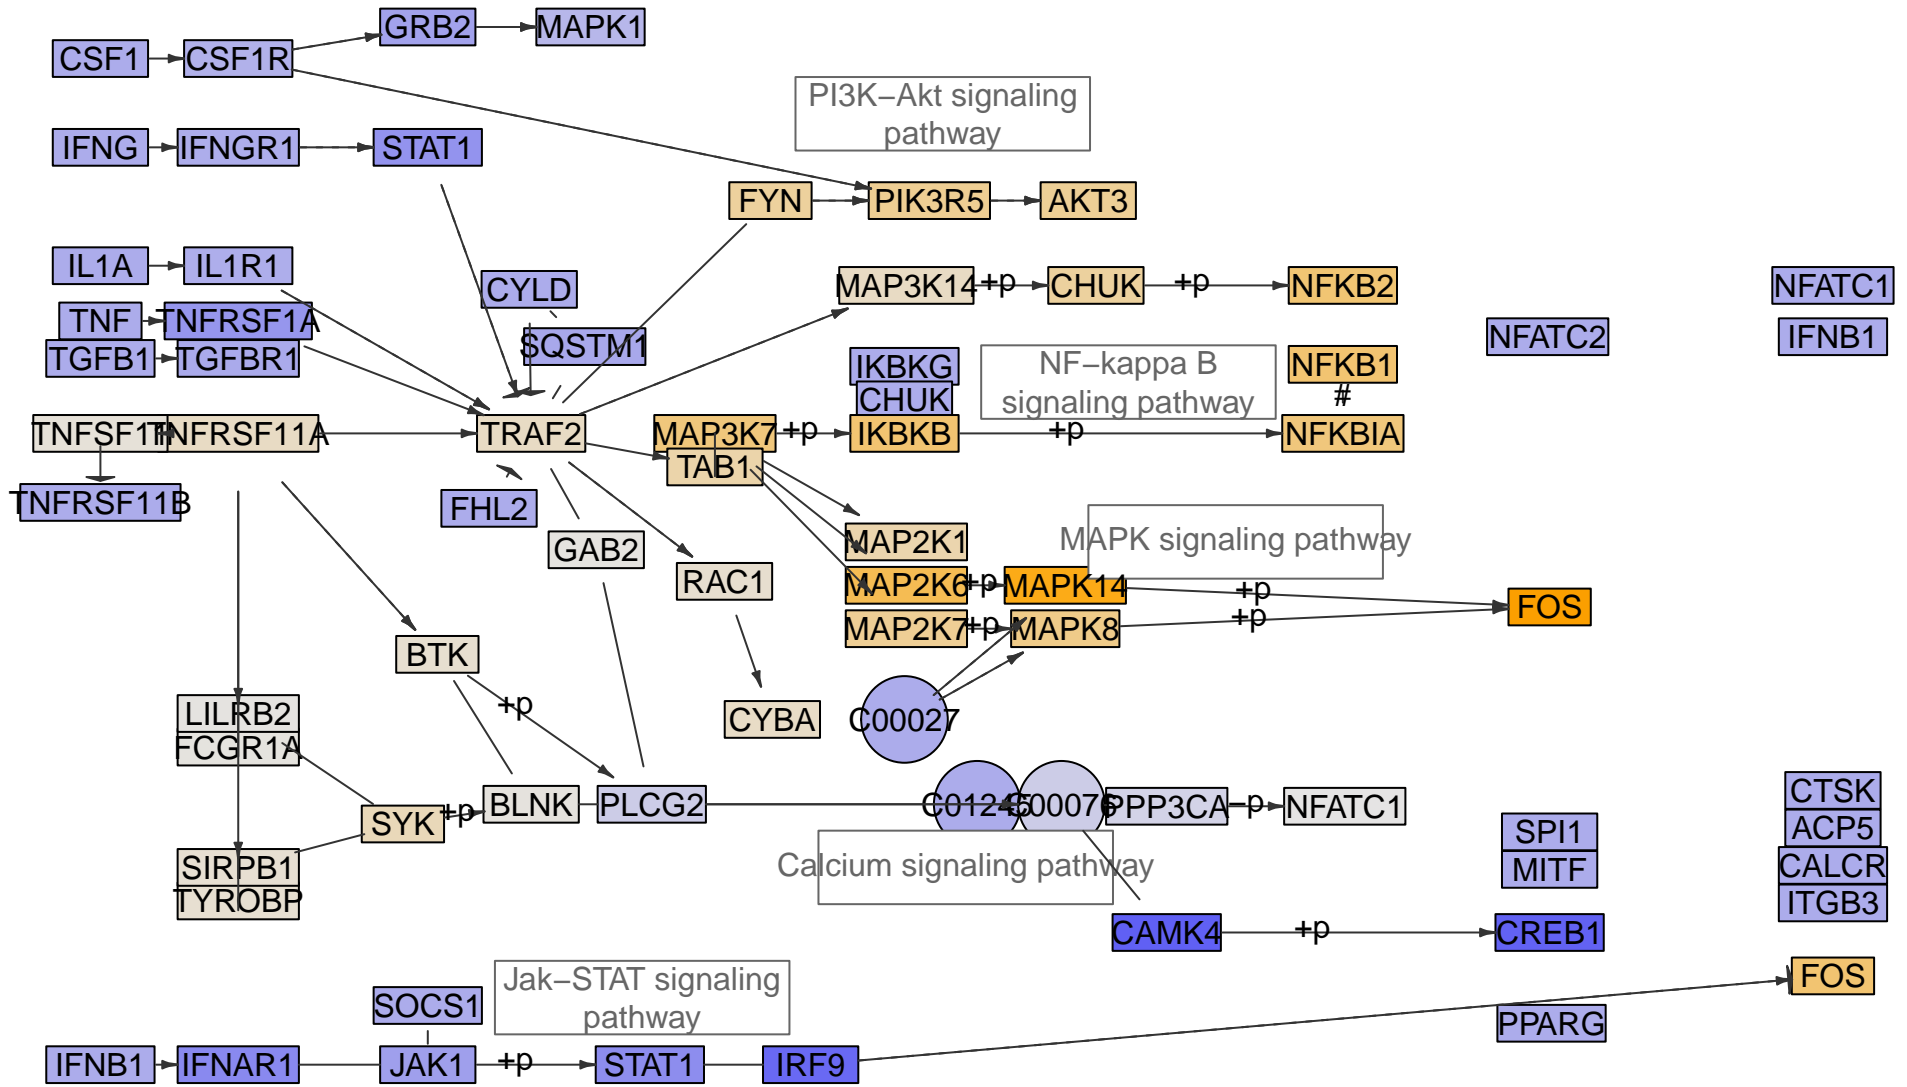 GRB2
MAPK1
CSF1
CSF1R
PI3K−Akt signaling
pathway
IFNG
IFNGR1
STAT1
FYN
PIK3R5
AKT3
IL1A
IL1R1
CYLD
MAP3K14
+p
CHUK
+p
NFKB2
NFATC1
TNF
TNFRSF1A
SQSTM1
NFATC2
IFNB1
TGFB1
TGFBR1
IKBKG
NF−kappa B
signaling pathway
NFKB1
#
CHUK
TNFRSF11A
TRAF2
MAP3K7
+p
IKBKB
+p
NFKBIA
TAB1
TNFRSF11B
FHL2
GAB2
MAP2K1
MAPK signaling pathway
RAC1
MAP2K6
+p
MAPK14
+p
FOS
MAP2K7
+p
MAPK8
+p
BTK
+p
LILRB2
CYBA
C00027
FCGR1A
SYK
+p
BLNK
PLCG2
C00076
PPP3CA
−p
NFATC1
CTSK
SPI1
ACP5
SIRPB1
Calcium signaling pathway
MITF
CALCR
TYROBP
ITGB3
CAMK4
+p
CREB1
Jak−STAT signaling
pathway
FOS
SOCS1
PPARG
IFNB1
IFNAR1
JAK1
+p
STAT1
IRF9